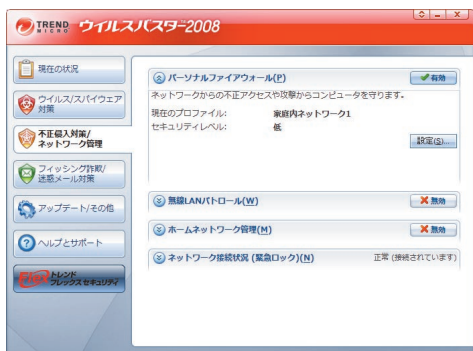 TREND MICRO ウイルスバスター2008
現在の状況
ウイルス/スパイウェア
対策
不正侵入対策/
ネットワーク管理
フィッシング詐欺/
迷惑メール対策
アップデート/その他
ヘルプとサポート
Flex トレンド
フレックス セキュリティ
パーソナルファイアウォール(P)
有効
ネットワークからの不正アクセスや攻撃からコンピュータを守ります。
現在のプロファイル: 家庭内ネットワーク1
セキュリティレベル: 低
設定(S)...
無線LANパトロール(W)
無効
ホームネットワーク管理(M)
無効
ネットワーク接続状況 (緊急ロック)(N)
正常 (接続されています)